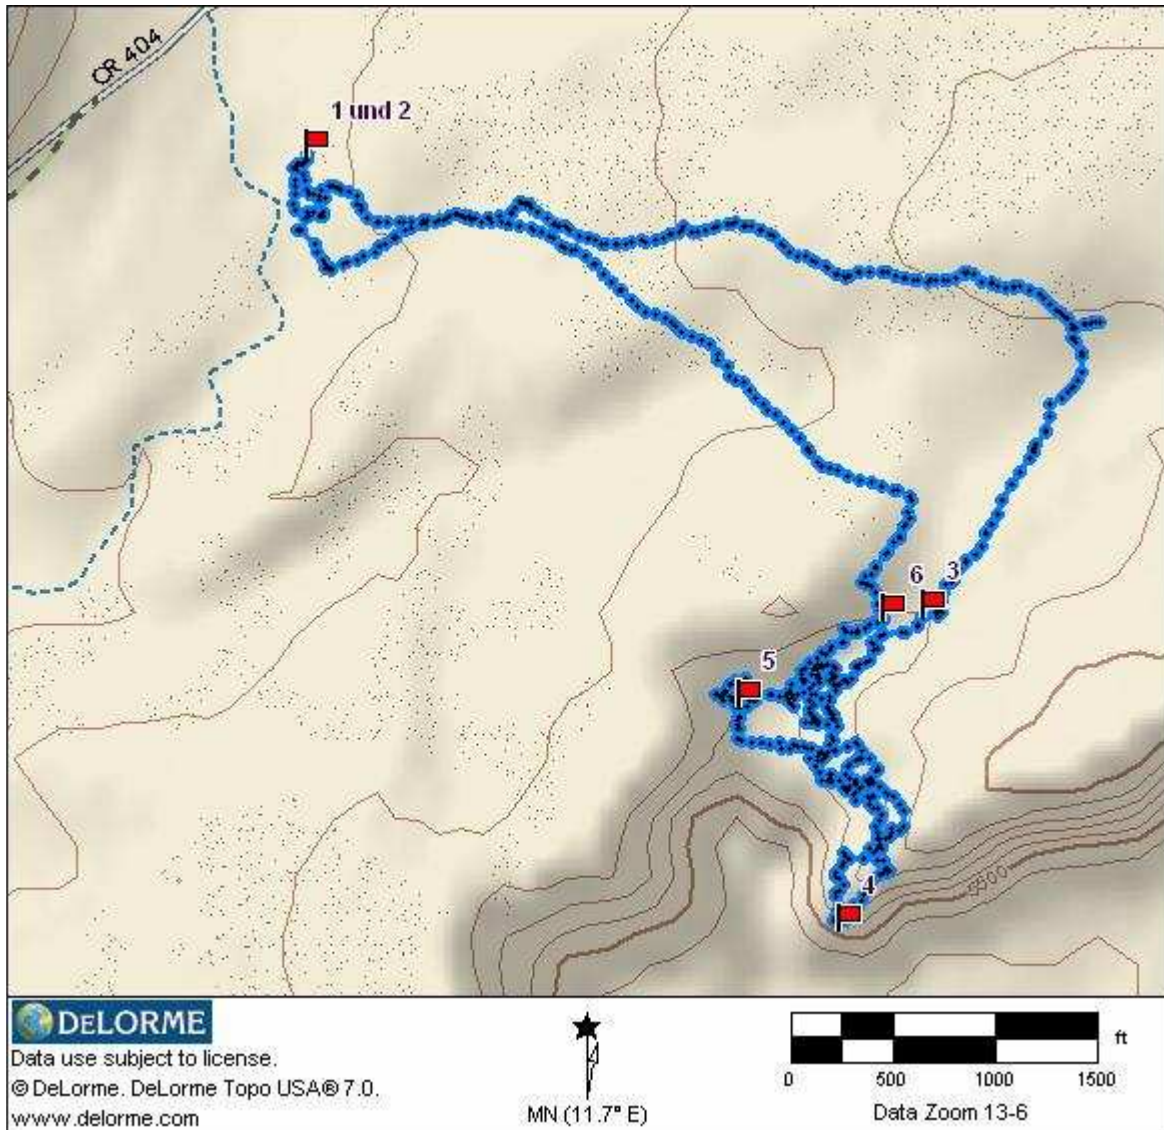 CR 404
1 und 2
6
3
5
4
5500
DELORME
Data use subject to license.
© DeLorme. DeLorme Topo USA® 7.0.
www.delorme.com
MN (11.7° E)
ft
0 500 1000 1500
Data Zoom 13-6